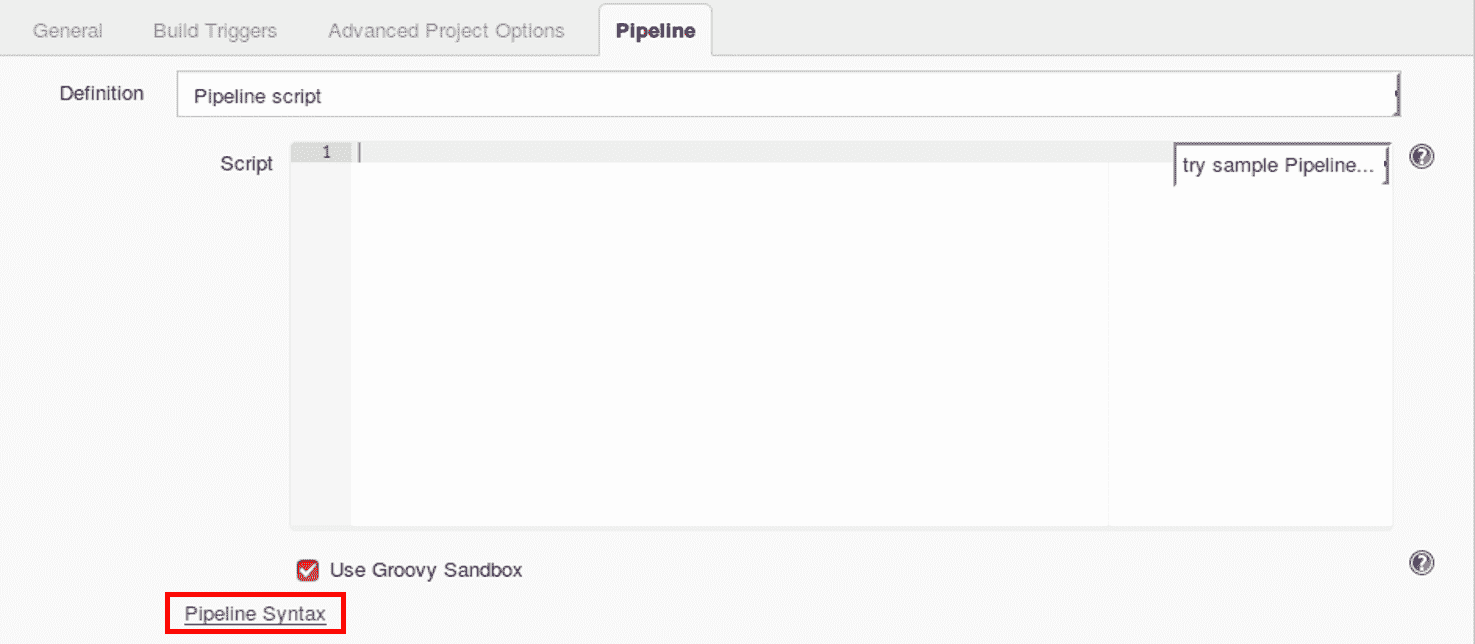 General Build Triggers Advanced Project Options Pipeline
Definition Pipeline script
Script 1 try sample Pipeline... ?
Use Groovy Sandbox ?
Pipeline Syntax